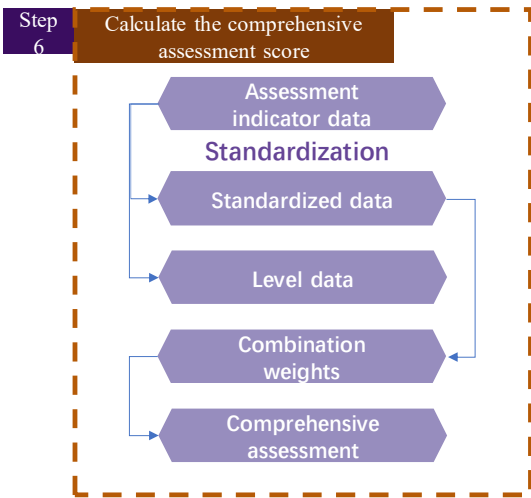 Step
6
Calculate the comprehensive
assessment score
Assessment
indicator data
Standardization
Standardized data
Level data
Combination
weights
Comprehensive
assessment